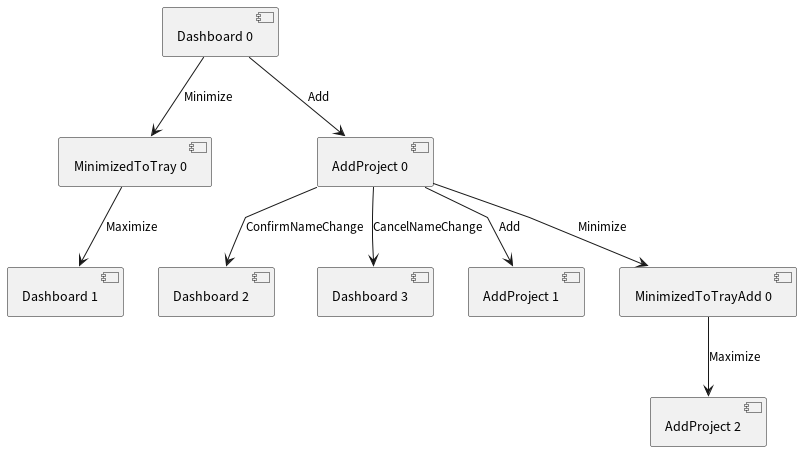 Dashboard 0
Minimize
Add
MinimizedToTray 0
AddProject 0
Maximize
ConfirmNameChange
CancelNameChange
Add
Minimize
Dashboard 1
Dashboard 2
Dashboard 3
AddProject 1
MinimizedToTrayAdd 0
Maximize
AddProject 2